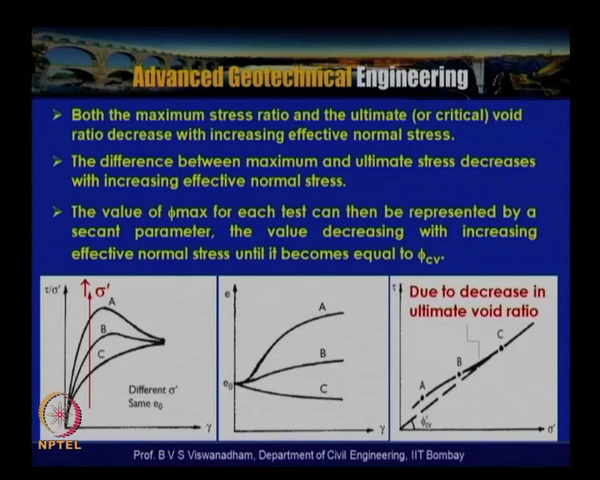 Advanced Geotechnical Engineering
Both the maximum stress ratio and the ultimate (or critical) void
ratio decrease with increasing effective normal stress.
The difference between maximum and ultimate stress decreases
with increasing effective normal stress.
The value of ϕmax for each test can then be represented by a
secant parameter, the value decreasing with increasing
effective normal stress until it becomes equal to ϕcv.
τ/σ'
↑σ'
A
B
C
Different σ'
Same e0
γ
e
A
B
e0
C
γ
τ
Due to decrease in
ultimate void ratio
C
B
A
ϕ'cv
σ'
NPTEL
Prof. B V S Viswanadham, Department of Civil Engineering, IIT Bombay